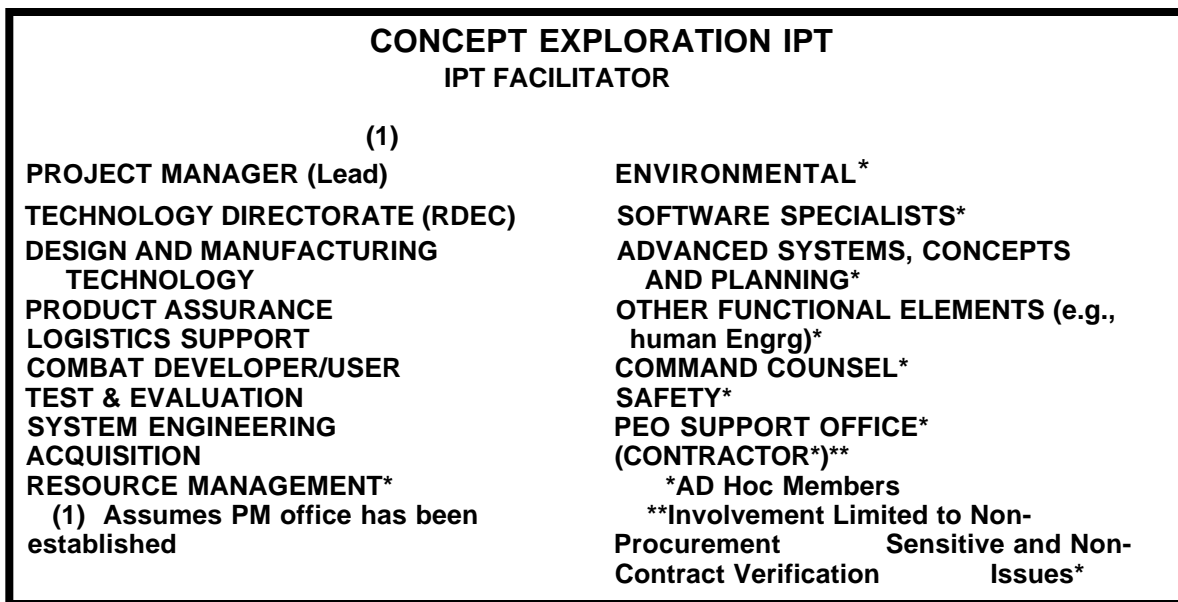 CONCEPT EXPLORATION IPT
IPT FACILITATOR
(1)
PROJECT MANAGER (Lead)
TECHNOLOGY DIRECTORATE (RDEC)
DESIGN AND MANUFACTURING
TECHNOLOGY
PRODUCT ASSURANCE
LOGISTICS SUPPORT
COMBAT DEVELOPER/USER
TEST & EVALUATION
SYSTEM ENGINEERING
ACQUISITION
RESOURCE MANAGEMENT*
(1) Assumes PM office has been
established
ENVIRONMENTAL*
SOFTWARE SPECIALISTS*
ADVANCED SYSTEMS, CONCEPTS
AND PLANNING*
OTHER FUNCTIONAL ELEMENTS (e.g.,
human Engrg)*
COMMAND COUNSEL*
SAFETY*
PEO SUPPORT OFFICE*
(CONTRACTOR*)**
*AD Hoc Members
**Involvement Limited to Non-
Procurement Sensitive and Non-
Contract Verification Issues*